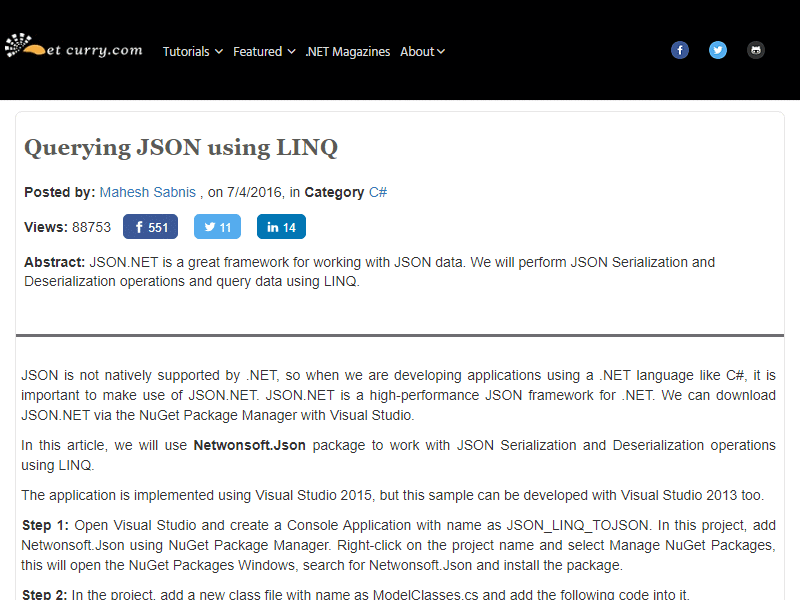 et curry.com
Tutorials Featured .NET Magazines About
Querying JSON using LINQ
Posted by: Mahesh Sabnis , on 7/4/2016, in Category C#
Views: 88753 551 11 14
Abstract: JSON.NET is a great framework for working with JSON data. We will perform JSON Serialization and
Deserialization operations and query data using LINQ.
JSON is not natively supported by .NET, so when we are developing applications using a .NET language like C#, it is
important to make use of JSON.NET. JSON.NET is a high-performance JSON framework for .NET. We can download
JSON.NET via the NuGet Package Manager with Visual Studio.
In this article, we will use Netwonsoft.Json package to work with JSON Serialization and Deserialization operations
using LINQ.
The application is implemented using Visual Studio 2015, but this sample can be developed with Visual Studio 2013 too.
Step 1: Open Visual Studio and create a Console Application with name as JSON_LINQ_TOJSON. In this project, add
Netwonsoft.Json using NuGet Package Manager. Right-click on the project name and select Manage NuGet Packages,
this will open the NuGet Packages Windows, search for Netwonsoft.Json and install the package.
Step 2: In the project, add a new class file with name as ModelClasses.cs and add the following code into it.